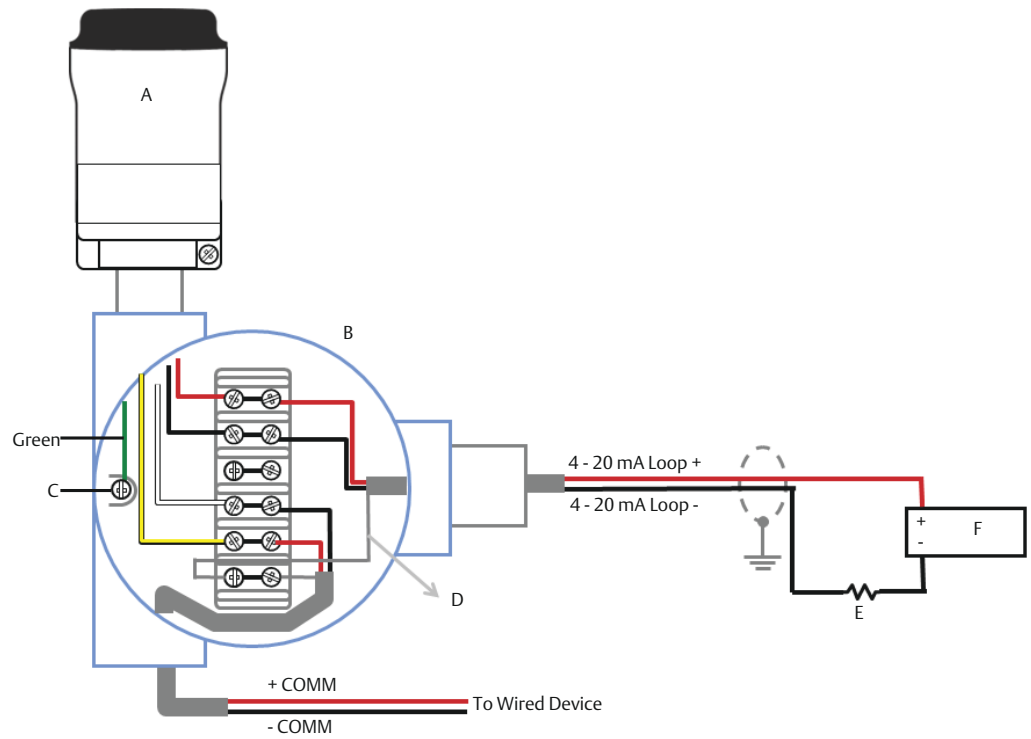 A
B
Green
C
4 - 20 mA Loop +
4 - 20 mA Loop -
+
-
F
D
E
+ COMM
To Wired Device
- COMM